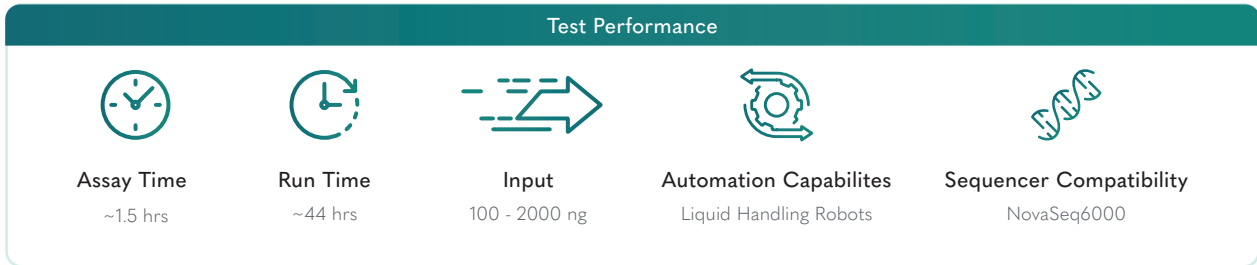 Test Performance
Assay Time
~1.5 hrs
Run Time
~44 hrs
Input
100 - 2000 ng
Automation Capabilites
Liquid Handling Robots
Sequencer Compatibility
NovaSeq6000